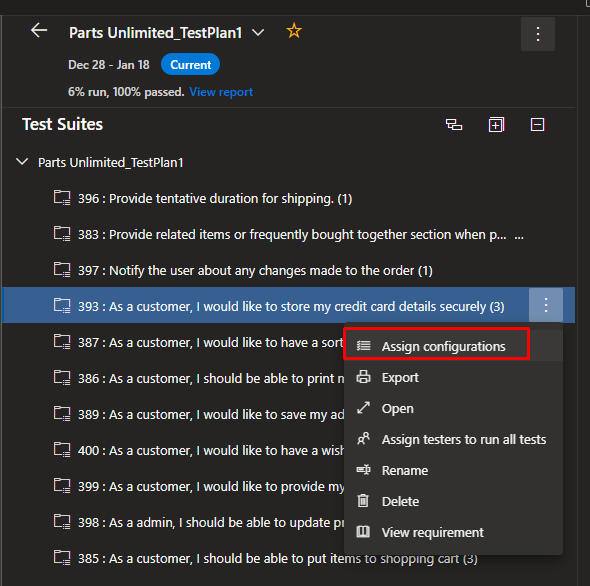 Parts Unlimited_TestPlan1
Dec 28 - Jan 18 Current
6% run, 100% passed. View report
Test Suites
Parts Unlimited_TestPlan1
396 : Provide tentative duration for shipping. (1)
383 : Provide related items or frequently bought together section when p... ...
397 : Notify the user about any changes made to the order (1)
393 : As a customer, I would like to store my credit card details securely (3)
387 : As a customer, I would like to have a sort
386 : As a customer, I should be able to print
389 : As a customer, I would like to save my ad
400 : As a customer, I would like to have a wish
399 : As a customer, I would like to provide my
398 : As a admin, I should be able to update pr
385 : As a customer, I should be able to put items to shopping cart (3)
Assign configurations
Export
Open
Assign testers to run all tests
Rename
Delete
View requirement